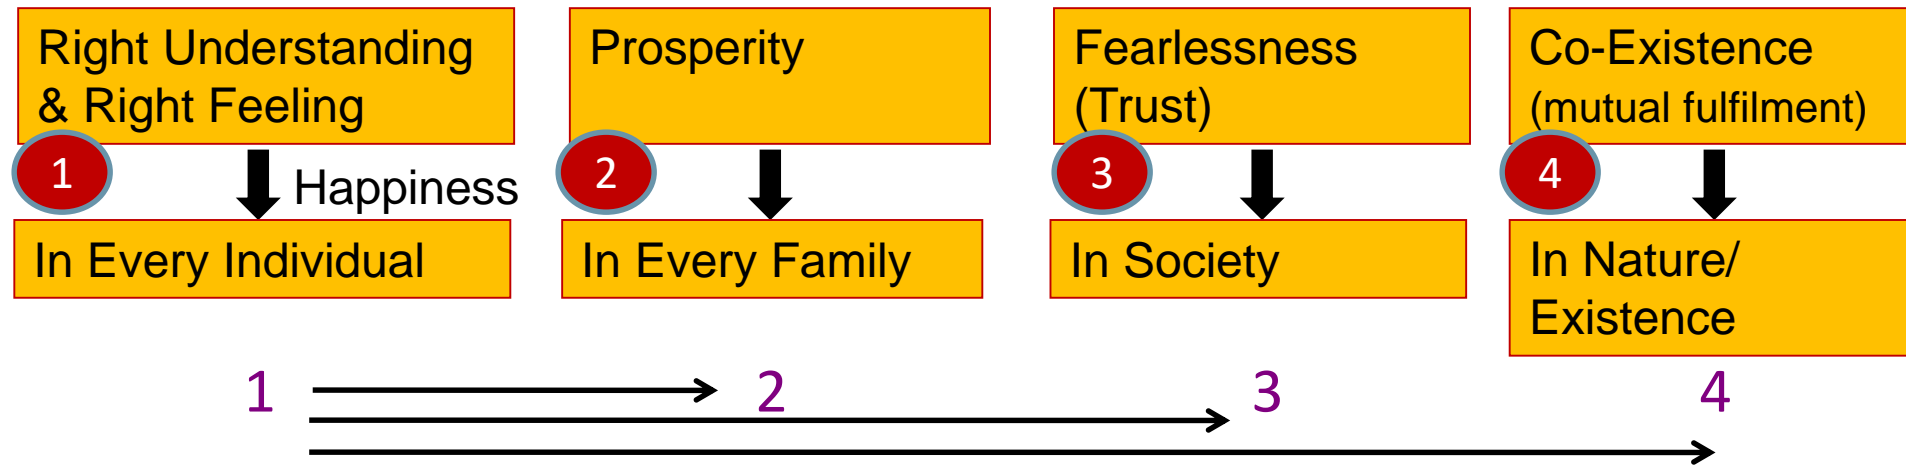 Right Understanding
& Right Feeling
Prosperity
Fearlessness
(Trust)
Co-Existence
(mutual fulfilment)
1
Happiness
2
3
4
In Every Individual
In Every Family
In Society
In Nature/
Existence
1
2
3
4